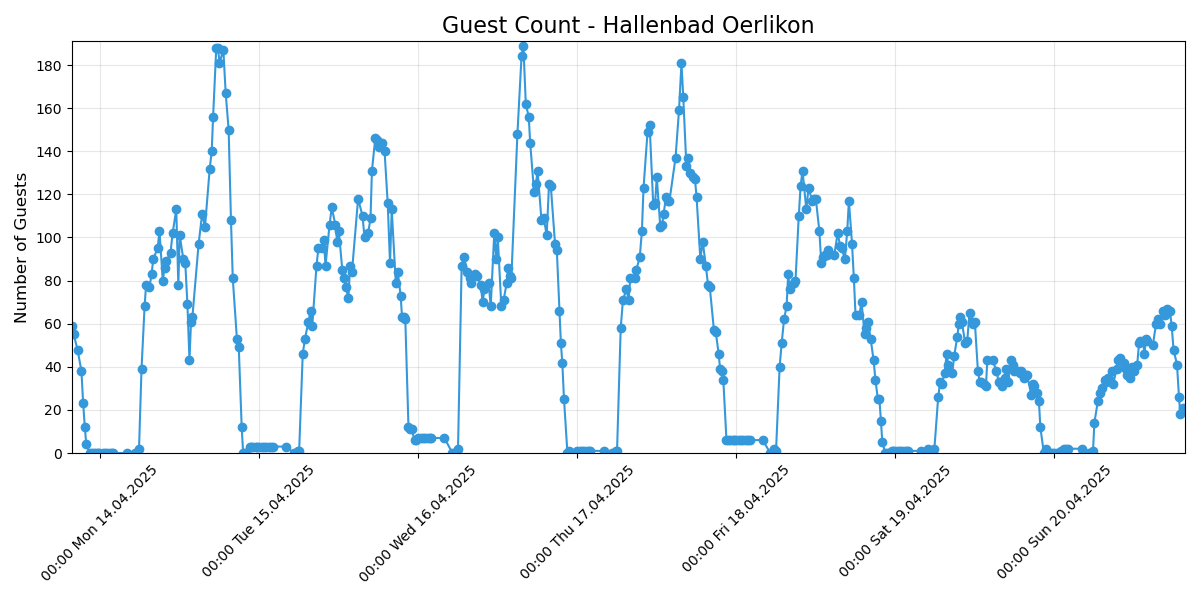 Guest Count - Hallenbad Oerlikon
Number of Guests
180
160
140
120
100
80
60
40
20
0
00:00 Mon 14.04.2025
00:00 Tue 15.04.2025
00:00 Wed 16.04.2025
00:00 Thu 17.04.2025
00:00 Fri 18.04.2025
00:00 Sat 19.04.2025
00:00 Sun 20.04.2025